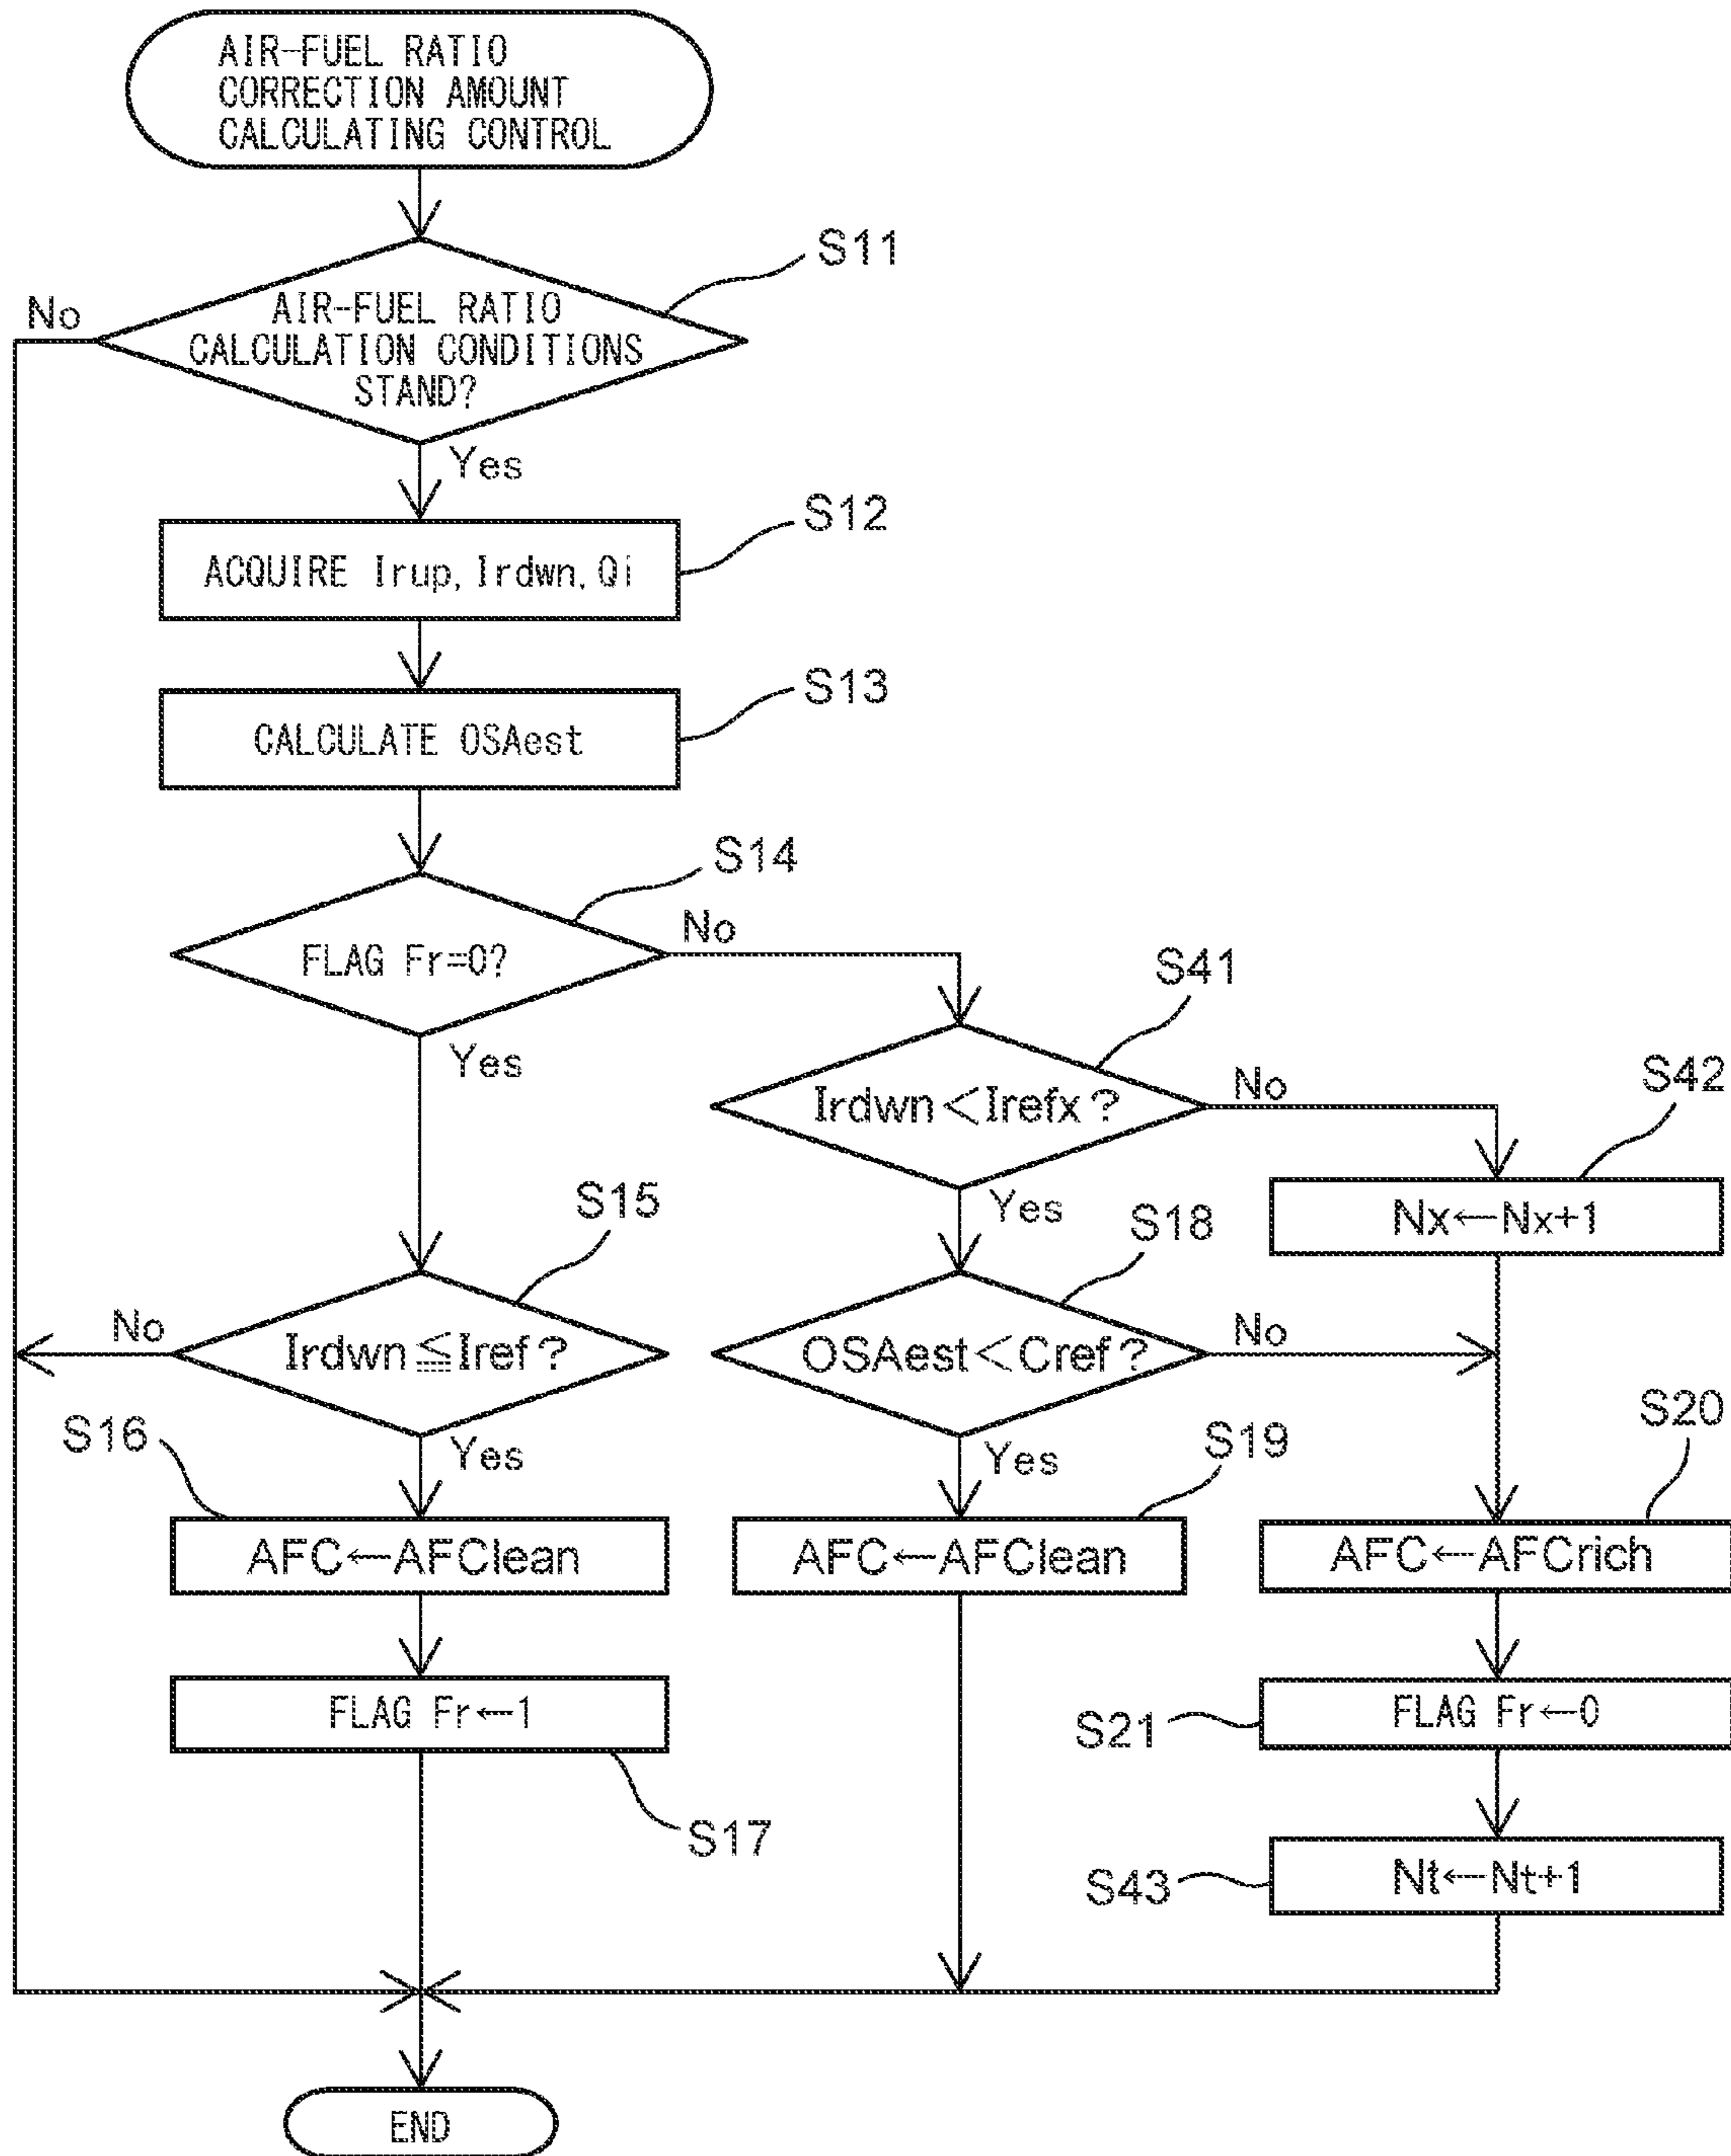 AIR-FUEL RATIO
CORRECTION AMOUNT
CALCULATING CONTROL
S11
No
AIR-FUEL RATIO
CALCULATION CONDITIONS
STAND?
Yes
S12
ACQUIRE Irup, Irdwn, Qi
S13
CALCULATE OSAest
S14
No
FLAG Fr=0?
S41
Yes
Irdwn<Irefx?
No
S42
Yes
Nx←Nx+1
S15
S18
No
Irdwn≦Iref?
OSAest<Cref?
No
S16
Yes
Yes
S19
S20
AFC←AFClean
AFC←AFClean
AFC←AFCrich
FLAG Fr←1
FLAG Fr←0
S21
S17
Nt←Nt+1
S43
END